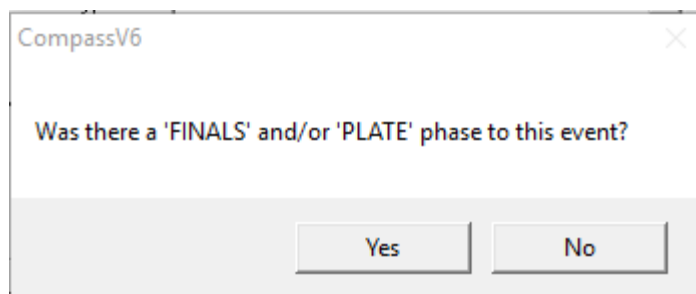 CompassV6
Was there a 'FINALS' and/or 'PLATE' phase to this event?
Yes
No